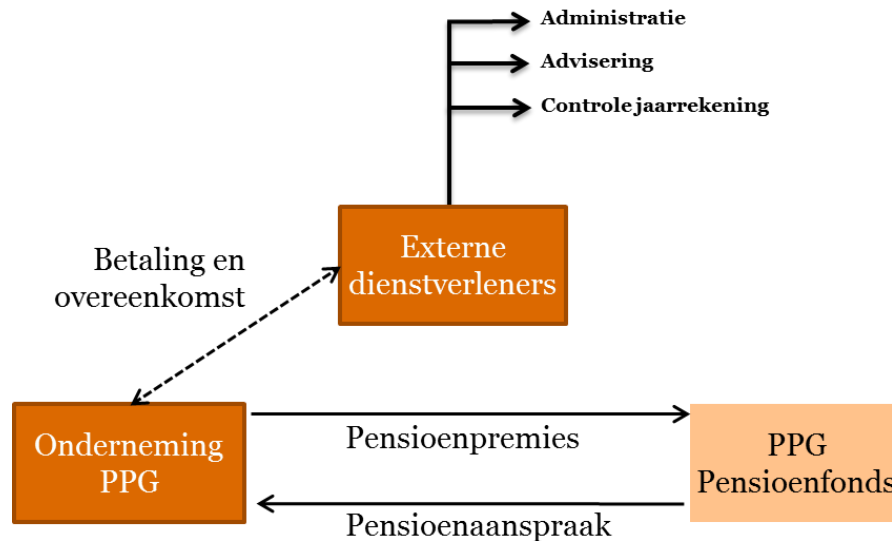 Administratie
Advisering
Controle jaarrekening
Externe
dienstverleners
Betaling en
overeenkomst
Onderneming
PPG
Pensioenpremies
PPG
Pensioenfonds
Pensioenaanspraak